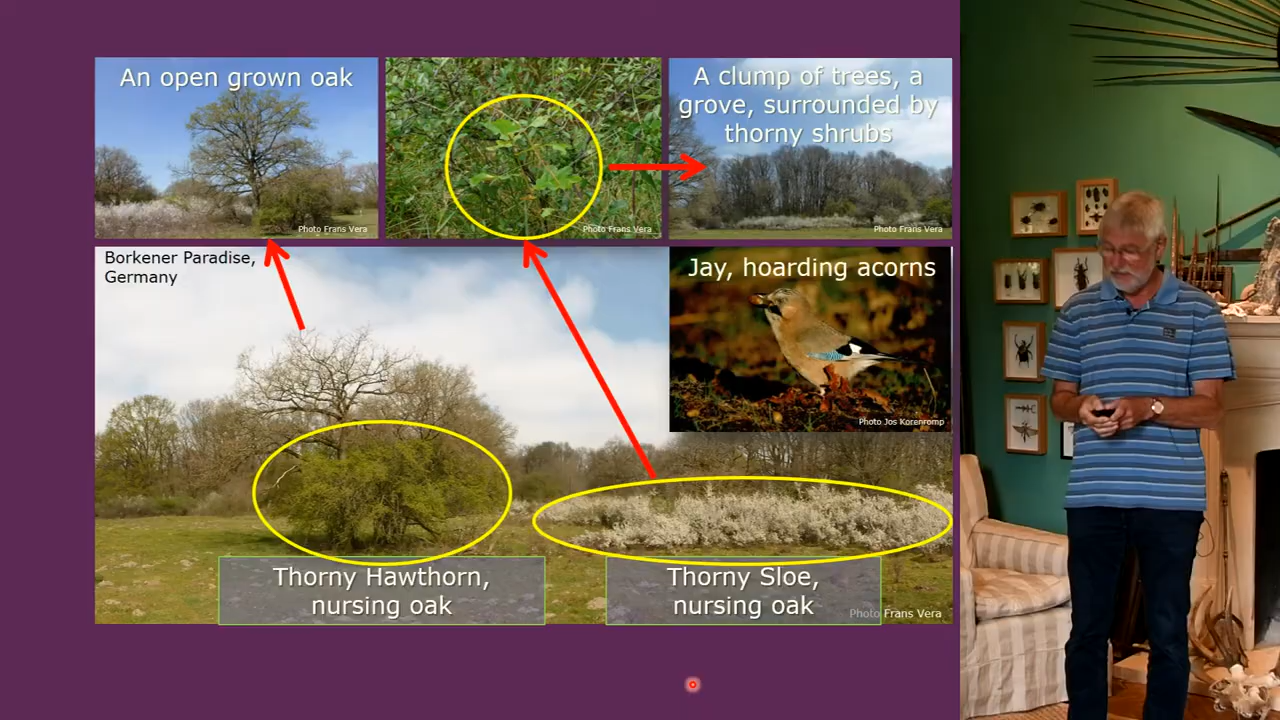 An open grown oak
Photo Frans Vera
Photo Frans Vera
A clump of trees, a
grove, surrounded by
thorny shrubs
Photo Frans Vera
Borkener Paradise,
Germany
Jay, hoarding acorns
Photo Jos Korenromp
Thorny Hawthorn,
nursing oak
Thorny Sloe,
nursing oak
Photo Frans Vera